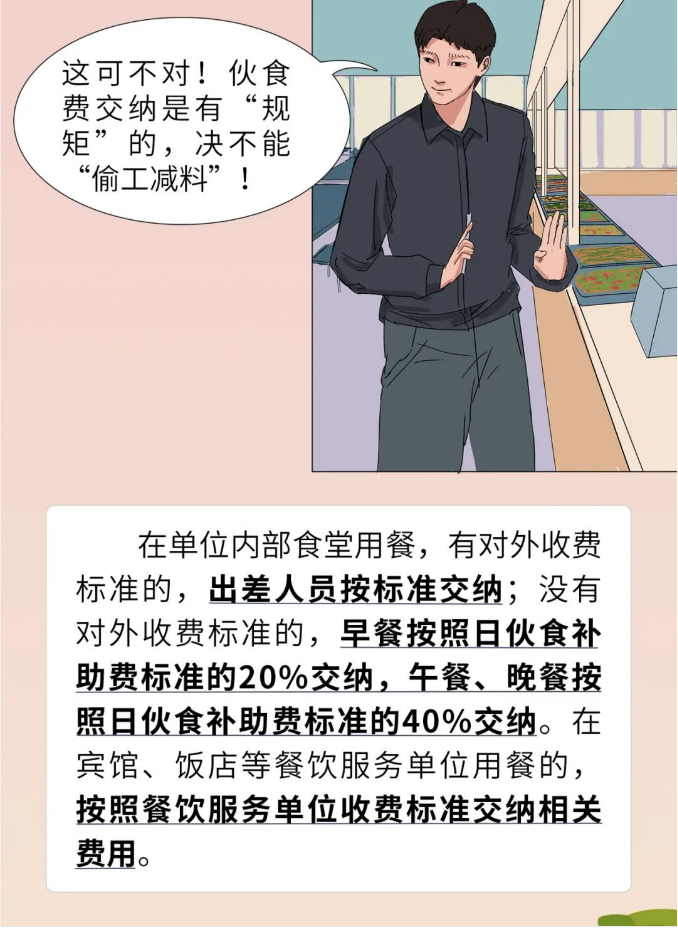 这可不对！伙食
费交纳是有“规
矩”的，决不能
“偷工减料”！
在单位内部食堂用餐，有对外收费
标准的，出差人员按标准交纳；没有
对外收费标准的，早餐按照日伙食补
助费标准的20%交纳，午餐、晚餐按
照日伙食补助费标准的40%交纳。在
宾馆、饭店等餐饮服务单位用餐的，
按照餐饮服务单位收费标准交纳相关
费用。